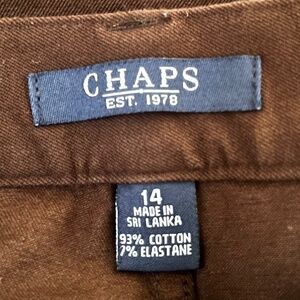 CHAPS
EST. 1978
14
MADE IN
SRI LANKA
93% COTTON
7% ELASTANE